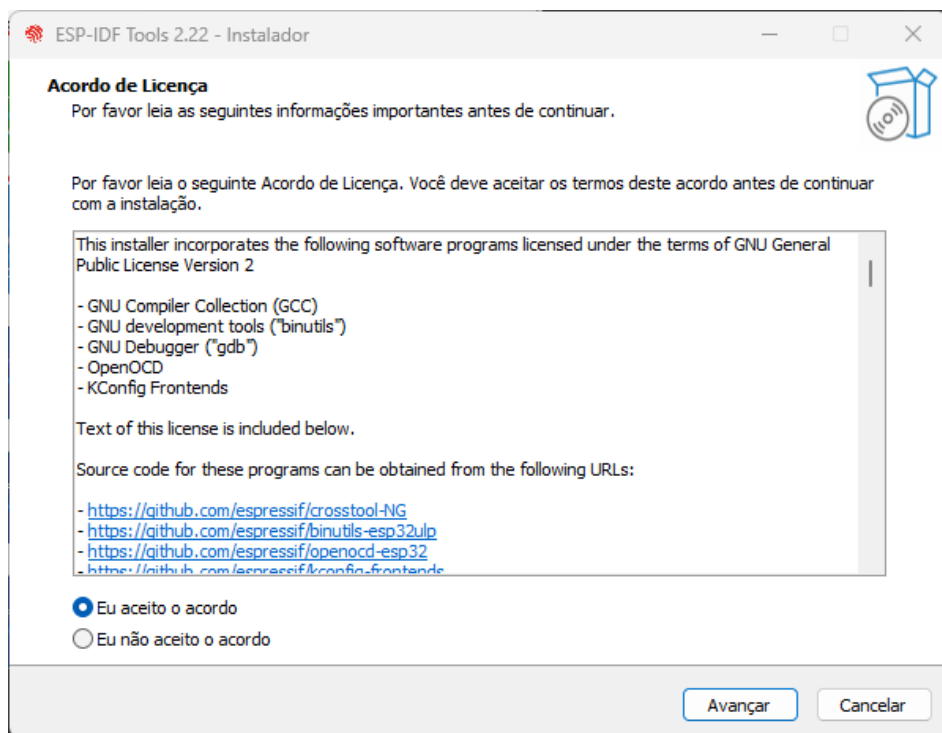 ESP-IDF Tools 2.22 - Instalador
Acordo de Licença
Por favor leia as seguintes informações importantes antes de continuar.
Por favor leia o seguinte Acordo de Licença. Você deve aceitar os termos deste acordo antes de continuar
com a instalação.
This installer incorporates the following software programs licensed under the terms of GNU General
Public License Version 2
- GNU Compiler Collection (GCC)
- GNU development tools ("binutils")
- GNU Debugger ("gdb")
- OpenOCD
- KConfig Frontends
Text of this license is included below.
Source code for these programs can be obtained from the following URLs:
- https://github.com/espressif/crosstool-NG
- https://github.com/espressif/binutils-esp32ulp
- https://github.com/espressif/openocd-esp32
- https://github.com/espressif/kconfig-frontends
Eu aceito o acordo
Eu não aceito o acordo
Avançar
Cancelar